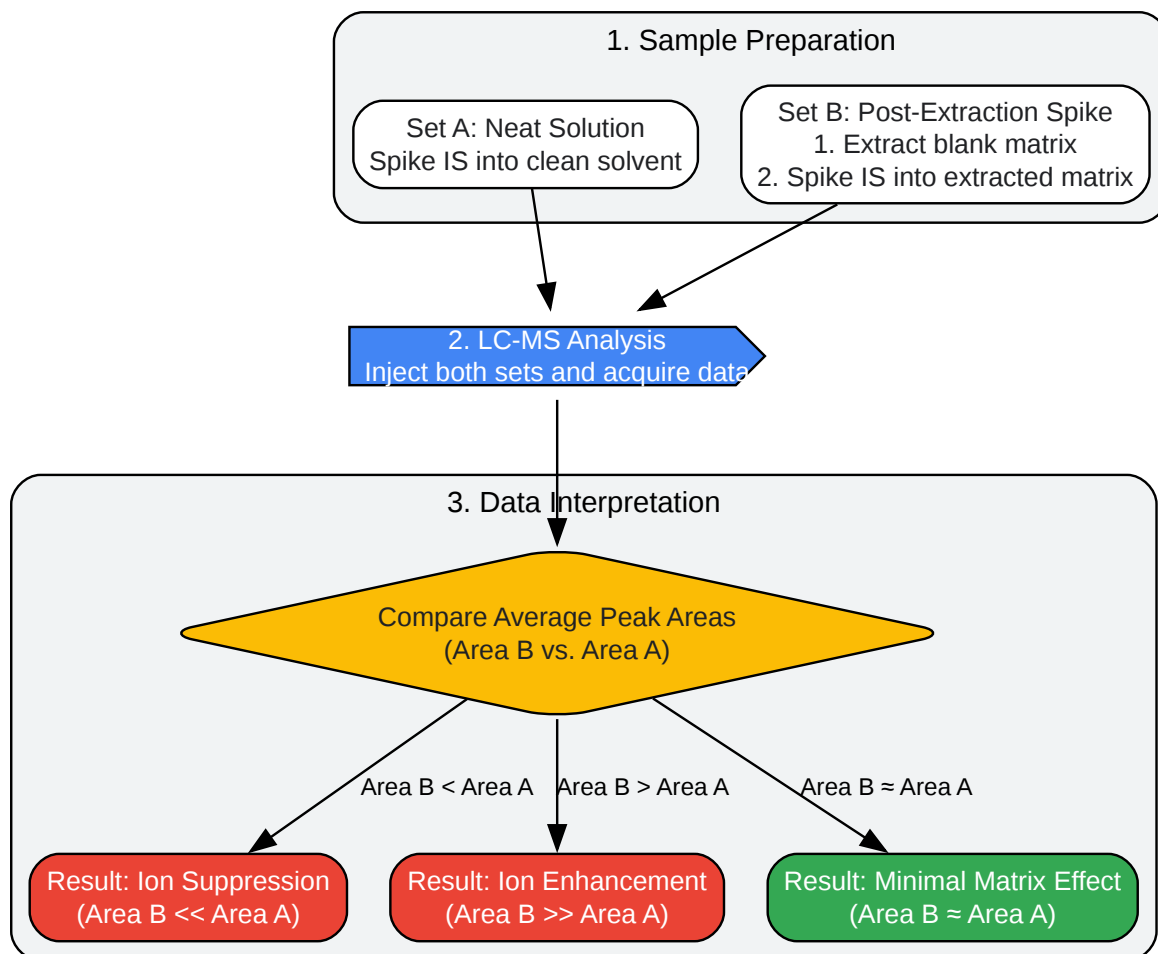 1. Sample Preparation
Set A: Neat Solution
Spike IS into clean solvent
Set B: Post-Extraction Spike
1. Extract blank matrix
2. Spike IS into extracted matrix
2. LC-MS Analysis
Inject both sets and acquire data
3. Data Interpretation
Compare Average Peak Areas
(Area B vs. Area A)
Area B < Area A
Area B > Area A
Area B ≈ Area A
Result: Ion Suppression
(Area B << Area A)
Result: Ion Enhancement
(Area B >> Area A)
Result: Minimal Matrix Effect
(Area B ≈ Area A)